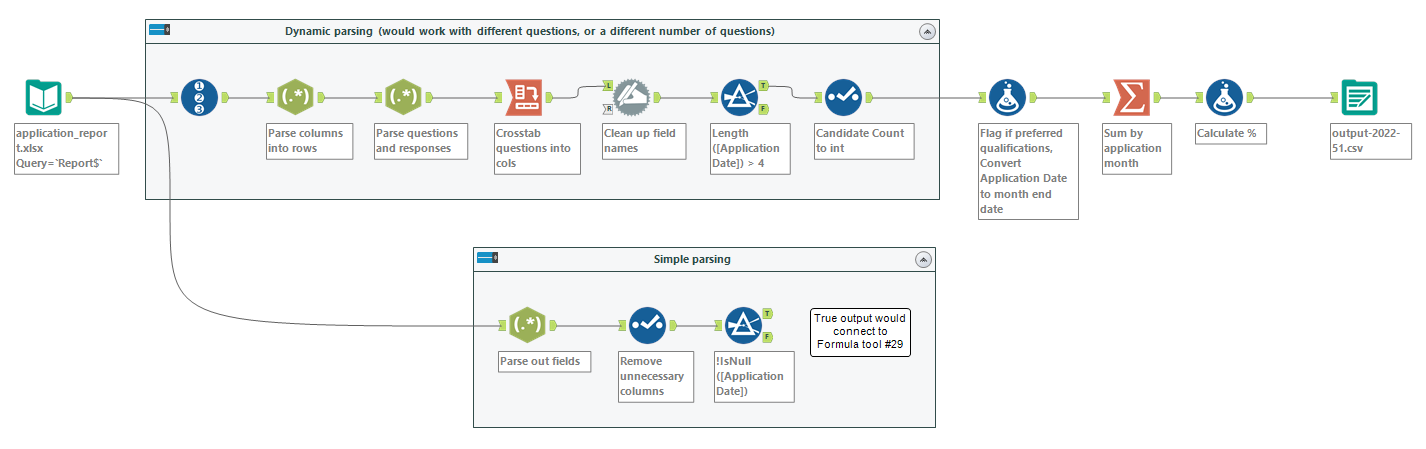 Dynamic parsing (would work with different questions, or a different number of questions)
1
2
3
(.*)
(.*)
L
R
T
F
application_repor
t.xlsx
Query=`Report$`
Parse columns
into rows
Parse questions
and responses
Crosstab
questions into
cols
Clean up field
names
Length
([Application
Date]) > 4
Candidate Count
to int
Flag if preferred
qualifications,
Convert
Application Date
to month end
date
Sum by
application
month
Calculate %
output-2022-
51.csv
Simple parsing
(.*)
T
F
True output would
connect to
Formula tool #29
Parse out fields
Remove
unnecessary
columns
!IsNull
([Application
Date])